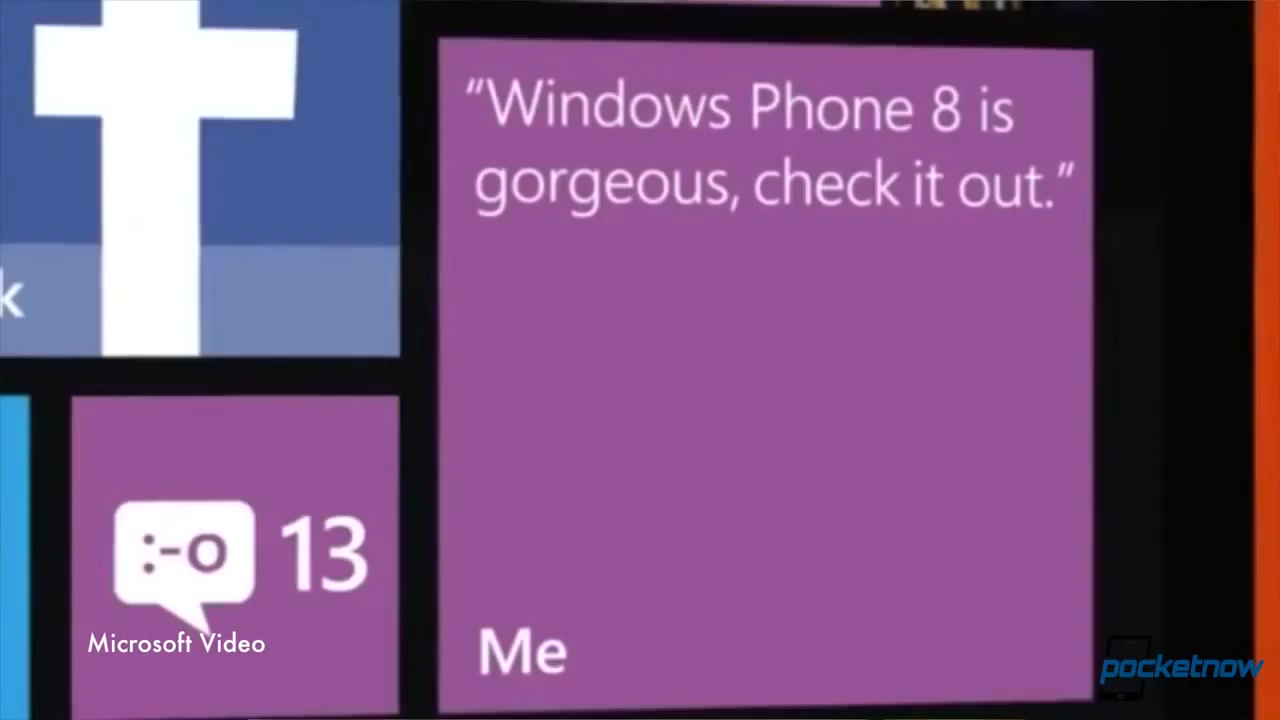 “Windows Phone 8 is
gorgeous, check it out.”
k
:-o 13
Microsoft Video
Me
pocketnow